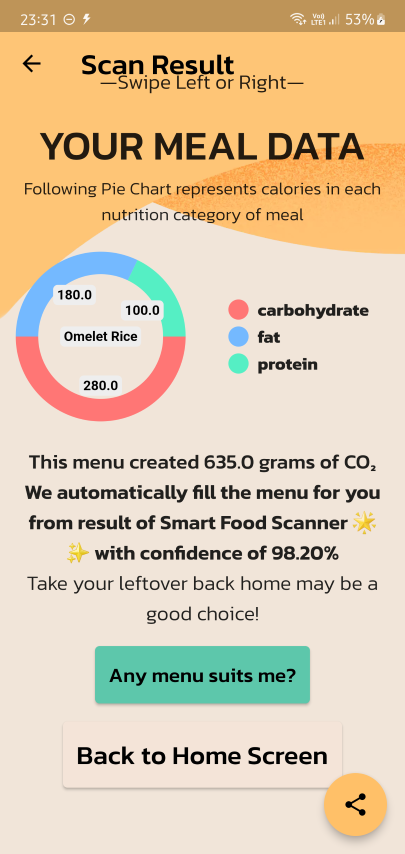 23:31
VoD LTE1 53%
Scan Result
—Swipe Left or Right—
YOUR MEAL DATA
Following Pie Chart represents calories in each
nutrition category of meal
180.0
100.0
Omelet Rice
280.0
carbohydrate
fat
protein
This menu created 635.0 grams of CO₂
We automatically fill the menu for you
from result of Smart Food Scanner 🌟
✨ with confidence of 98.20%
Take your leftover back home may be a
good choice!
Any menu suits me?
Back to Home Screen